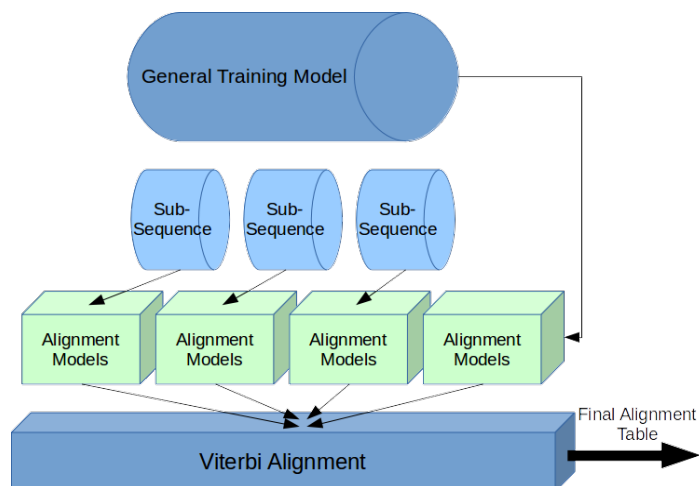 General Training Model
Sub-
Sequence
Sub-
Sequence
Sub-
Sequence
Alignment
Models
Alignment
Models
Alignment
Models
Alignment
Models
Final Alignment
Table
Viterbi Alignment